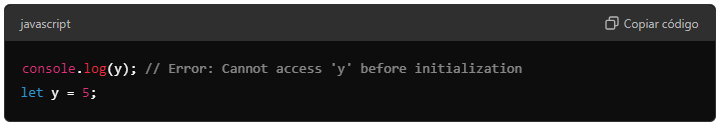 javascript
Copiar código
console.log(y); // Error: Cannot access 'y' before initialization
let y = 5;